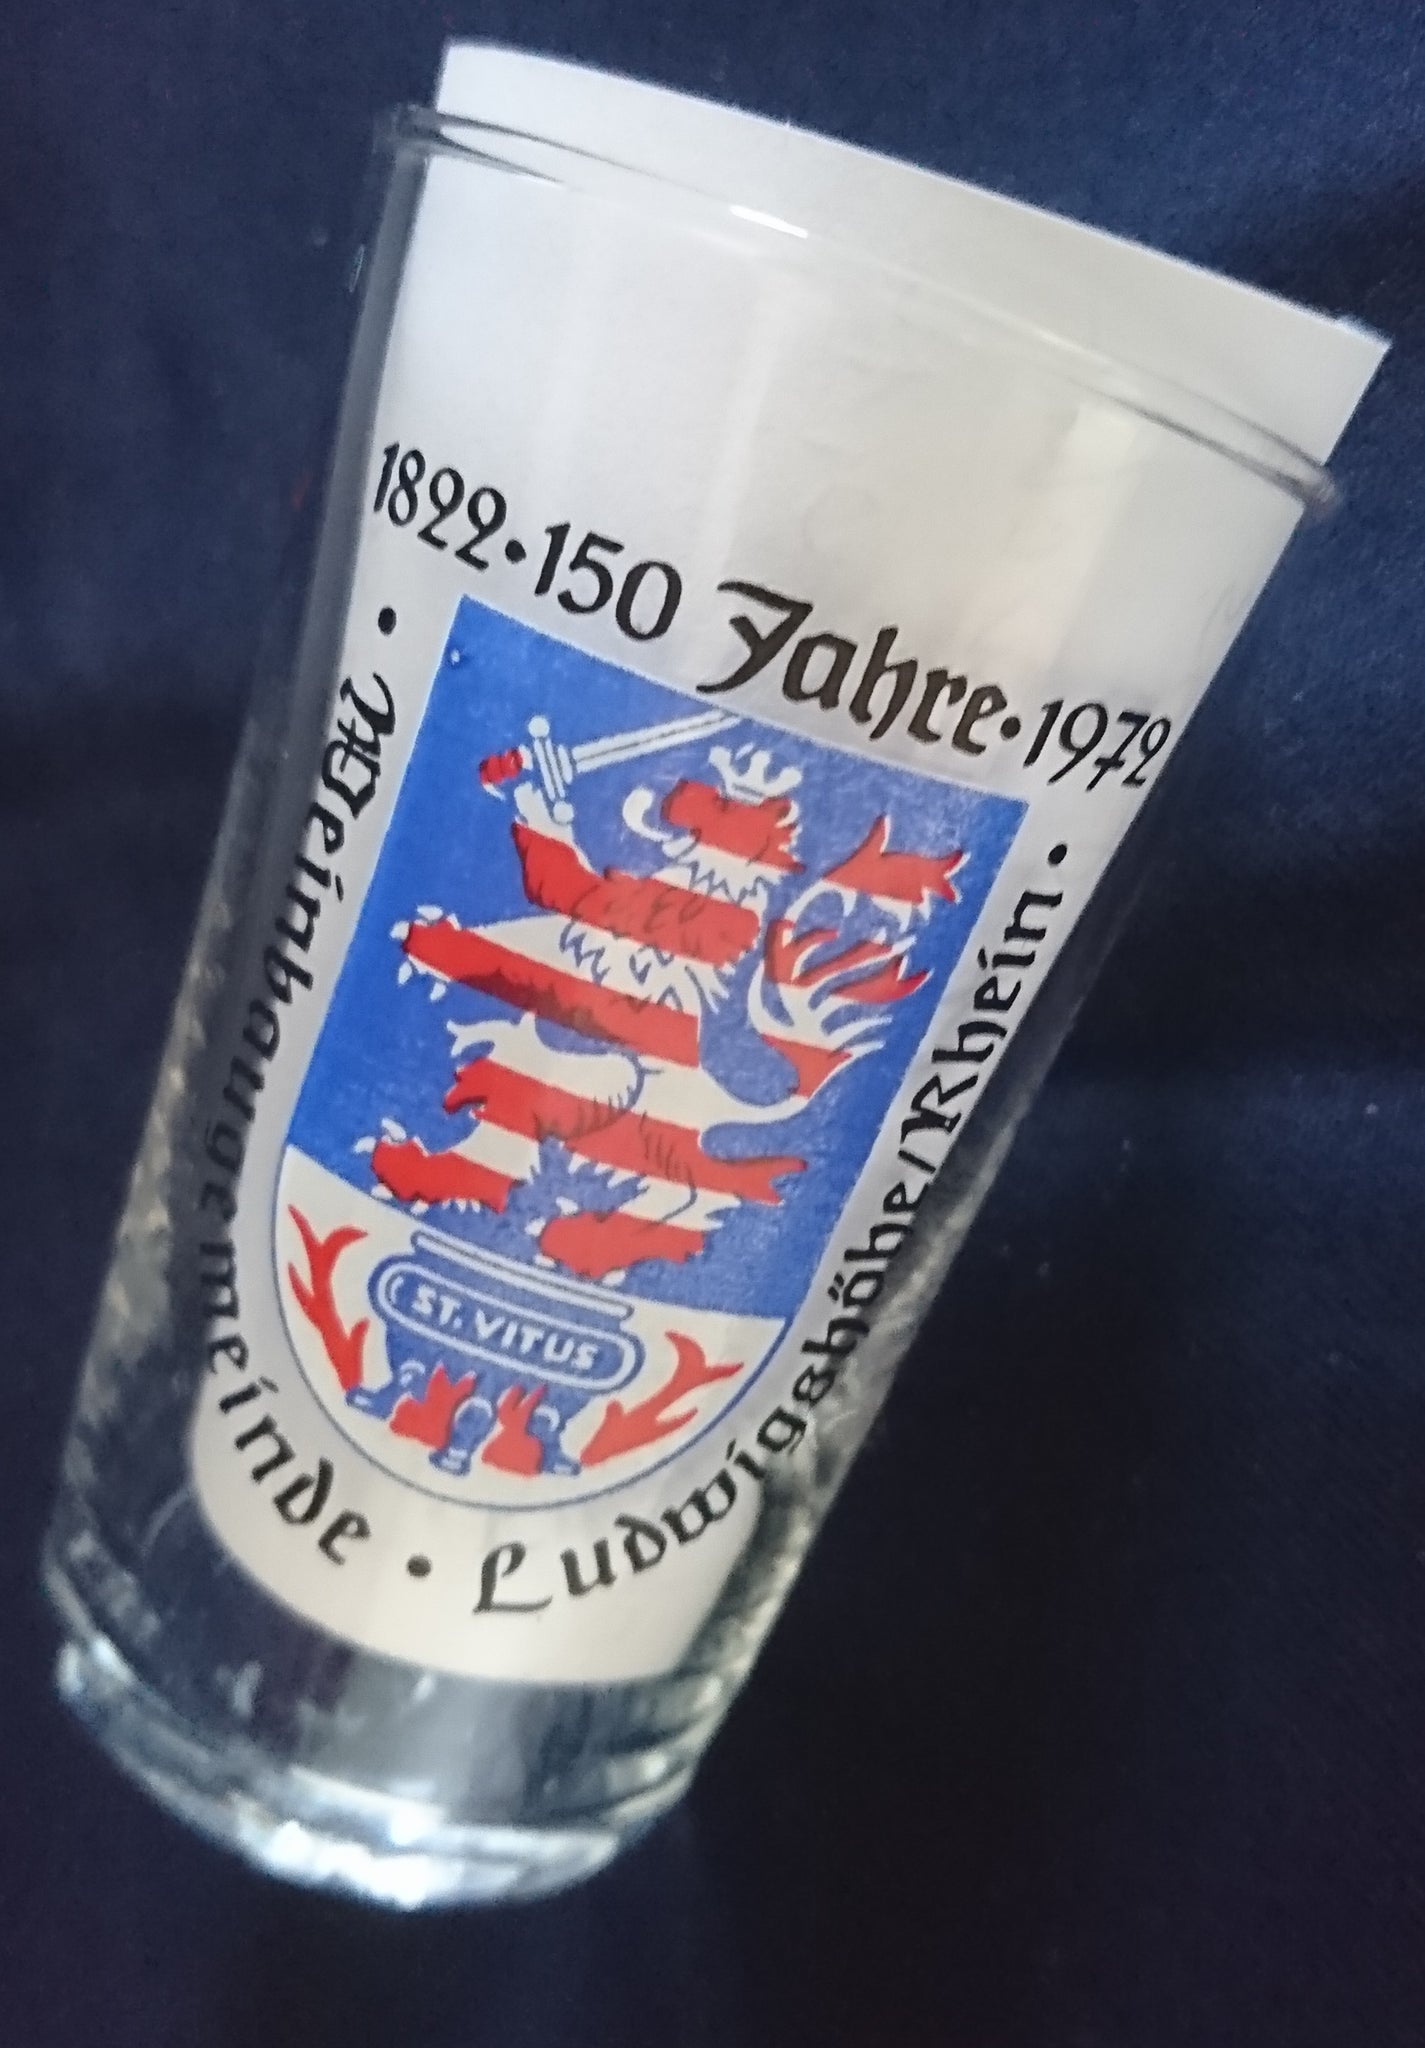 1822·150 Jahre·1972
· Weinbaugemeinde · Ludwigshöhe/Rhein ·
ST. VITUS